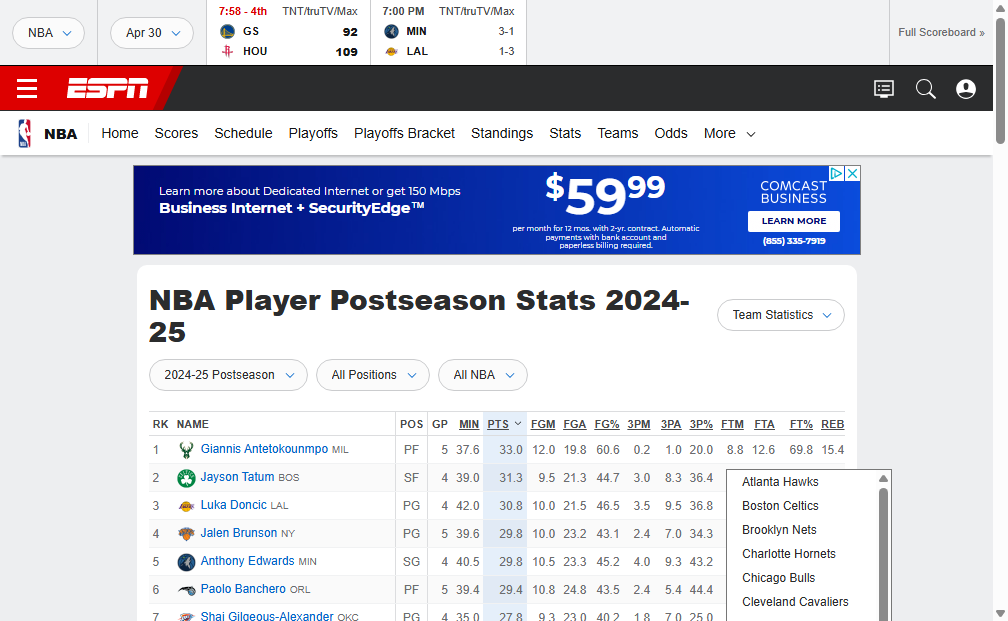 NBA
Apr 30
7:58 - 4th TNT/truTV/Max
GS 92
HOU 109
7:00 PM TNT/truTV/Max
MIN 3-1
LAL 1-3
Full Scoreboard »
ESPN
NBA Home Scores Schedule Playoffs Playoffs Bracket Standings Stats Teams Odds More
Learn more about Dedicated Internet or get 150 Mbps
Business Internet + SecurityEdge™
$59.99
per month for 12 mos. with 2-yr. contract. Automatic
payments with bank account and
paperless billing required.
COMCAST
BUSINESS
LEARN MORE
(855) 335-7919
NBA Player Postseason Stats 2024-
25
Team Statistics
2024-25 Postseason All Positions All NBA
RK NAME POS GP MIN PTS FGM FGA FG% 3PM 3PA 3P% FTM FTA FT% REB
1 Giannis Antetokounmpo MIL PF 5 37.6 33.0 12.0 19.8 60.6 0.2 1.0 20.0 8.8 12.6 69.8 15.4
2 Jayson Tatum BOS SF 4 39.0 31.3 9.5 21.3 44.7 3.0 8.3 36.4
3 Luka Doncic LAL PG 4 42.0 30.8 10.0 21.5 46.5 3.5 9.5 36.8
4 Jalen Brunson NY PG 5 39.6 29.8 10.0 23.2 43.1 2.4 7.0 34.3
5 Anthony Edwards MIN SG 4 40.5 29.8 10.5 23.3 45.2 4.0 9.3 43.2
6 Paolo Banchero ORL PF 5 39.4 29.4 10.8 24.8 43.5 2.4 5.4 44.4
7 Shai Gilgeous-Alexander OKC PG 4 35.0 27.8 9.3 23.0 40.2 1.8 7.0 25.0
Atlanta Hawks
Boston Celtics
Brooklyn Nets
Charlotte Hornets
Chicago Bulls
Cleveland Cavaliers